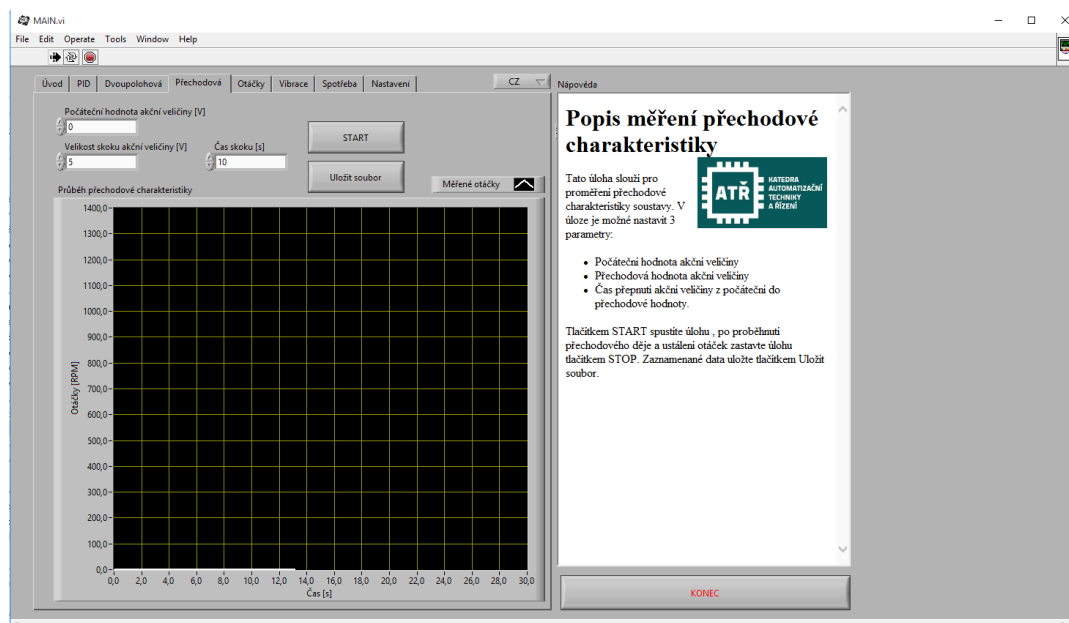 MAIN.vi
File Edit Operate Tools Window Help
Úvod PID Dvoupolohová Přechodová Otáčky Vibrace Spotřeba Nastavení
CZ
Počáteční hodnota akční veličiny [V]
0
Velikost skoku akční veličiny [V] Čas skoku [s]
5 10
START
Uložit soubor
Průběh přechodové charakteristiky
Měřené otáčky
Otáčky [RPM]
1400,0
1300,0
1200,0
1100,0
1000,0
900,0
800,0
700,0
600,0
500,0
400,0
300,0
200,0
100,0
0,0
0,0 2,0 4,0 6,0 8,0 10,0 12,0 14,0 16,0 18,0 20,0 22,0 24,0 26,0 28,0 30,0
Čas [s]
Nápověda
Popis měření přechodové
charakteristiky
Tato úloha slouží pro
proměření přechodové
charakteristiky soustavy. V
úloze je možné nastavit 3
parametry:
ATŘ
KATEDRA
AUTOMATIZAČNÍ
TECHNIKY
A ŘÍZENÍ
• Počáteční hodnota akční veličiny
• Přechodová hodnota akční veličiny
• Čas přepnutí akční veličiny z počáteční do
přechodové hodnoty.
Tlačítkem START spustíte úlohu , po proběhnutí
přechodového děje a ustálení otáček zastavte úlohu
tlačítkem STOP. Zaznamenané data uložte tlačítkem Uložit
soubor.
KONEC